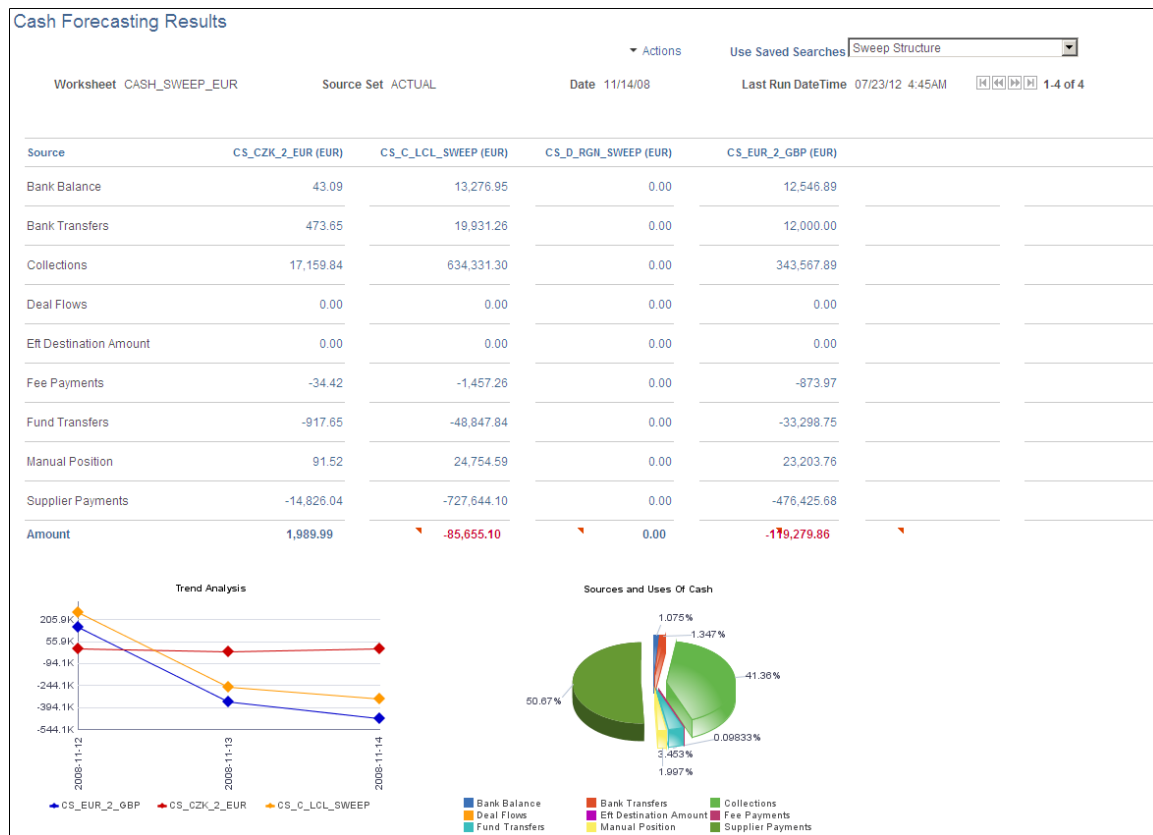 Cash Forecasting Results
Actions Use Saved Searches Sweep Structure
Worksheet CASH_SWEEP_EUR Source Set ACTUAL Date 11/14/08 Last Run DateTime 07/23/12 4:45AM 1-4 of 4
Source CS_CZK_2_EUR (EUR) CS_C_LCL_SWEEP (EUR) CS_D_RGN_SWEEP (EUR) CS_EUR_2_GBP (EUR)
Bank Balance 43.09 13,276.95 0.00 12,546.89
Bank Transfers 473.65 19,931.26 0.00 12,000.00
Collections 17,159.84 634,331.30 0.00 343,567.89
Deal Flows 0.00 0.00 0.00 0.00
Eft Destination Amount 0.00 0.00 0.00 0.00
Fee Payments -34.42 -1,457.26 0.00 -873.97
Fund Transfers -917.65 -48,847.84 0.00 -33,298.75
Manual Position 91.52 24,754.59 0.00 23,203.76
Supplier Payments -14,826.04 -727,644.10 0.00 -476,425.68
Amount 1,989.99 -85,655.10 0.00 -119,279.86
Trend Analysis
205.9K
55.9K
-94.1K
-244.1K
-394.1K
-544.1K
2008-11-12
2008-11-13
2008-11-14
CS_EUR_2_GBP CS_CZK_2_EUR CS_C_LCL_SWEEP
Sources and Uses Of Cash
1.075%
1.347%
41.36%
50.67%
0.09833%
3.453%
1.997%
Bank Balance Bank Transfers Collections
Deal Flows Eft Destination Amount Fee Payments
Fund Transfers Manual Position Supplier Payments